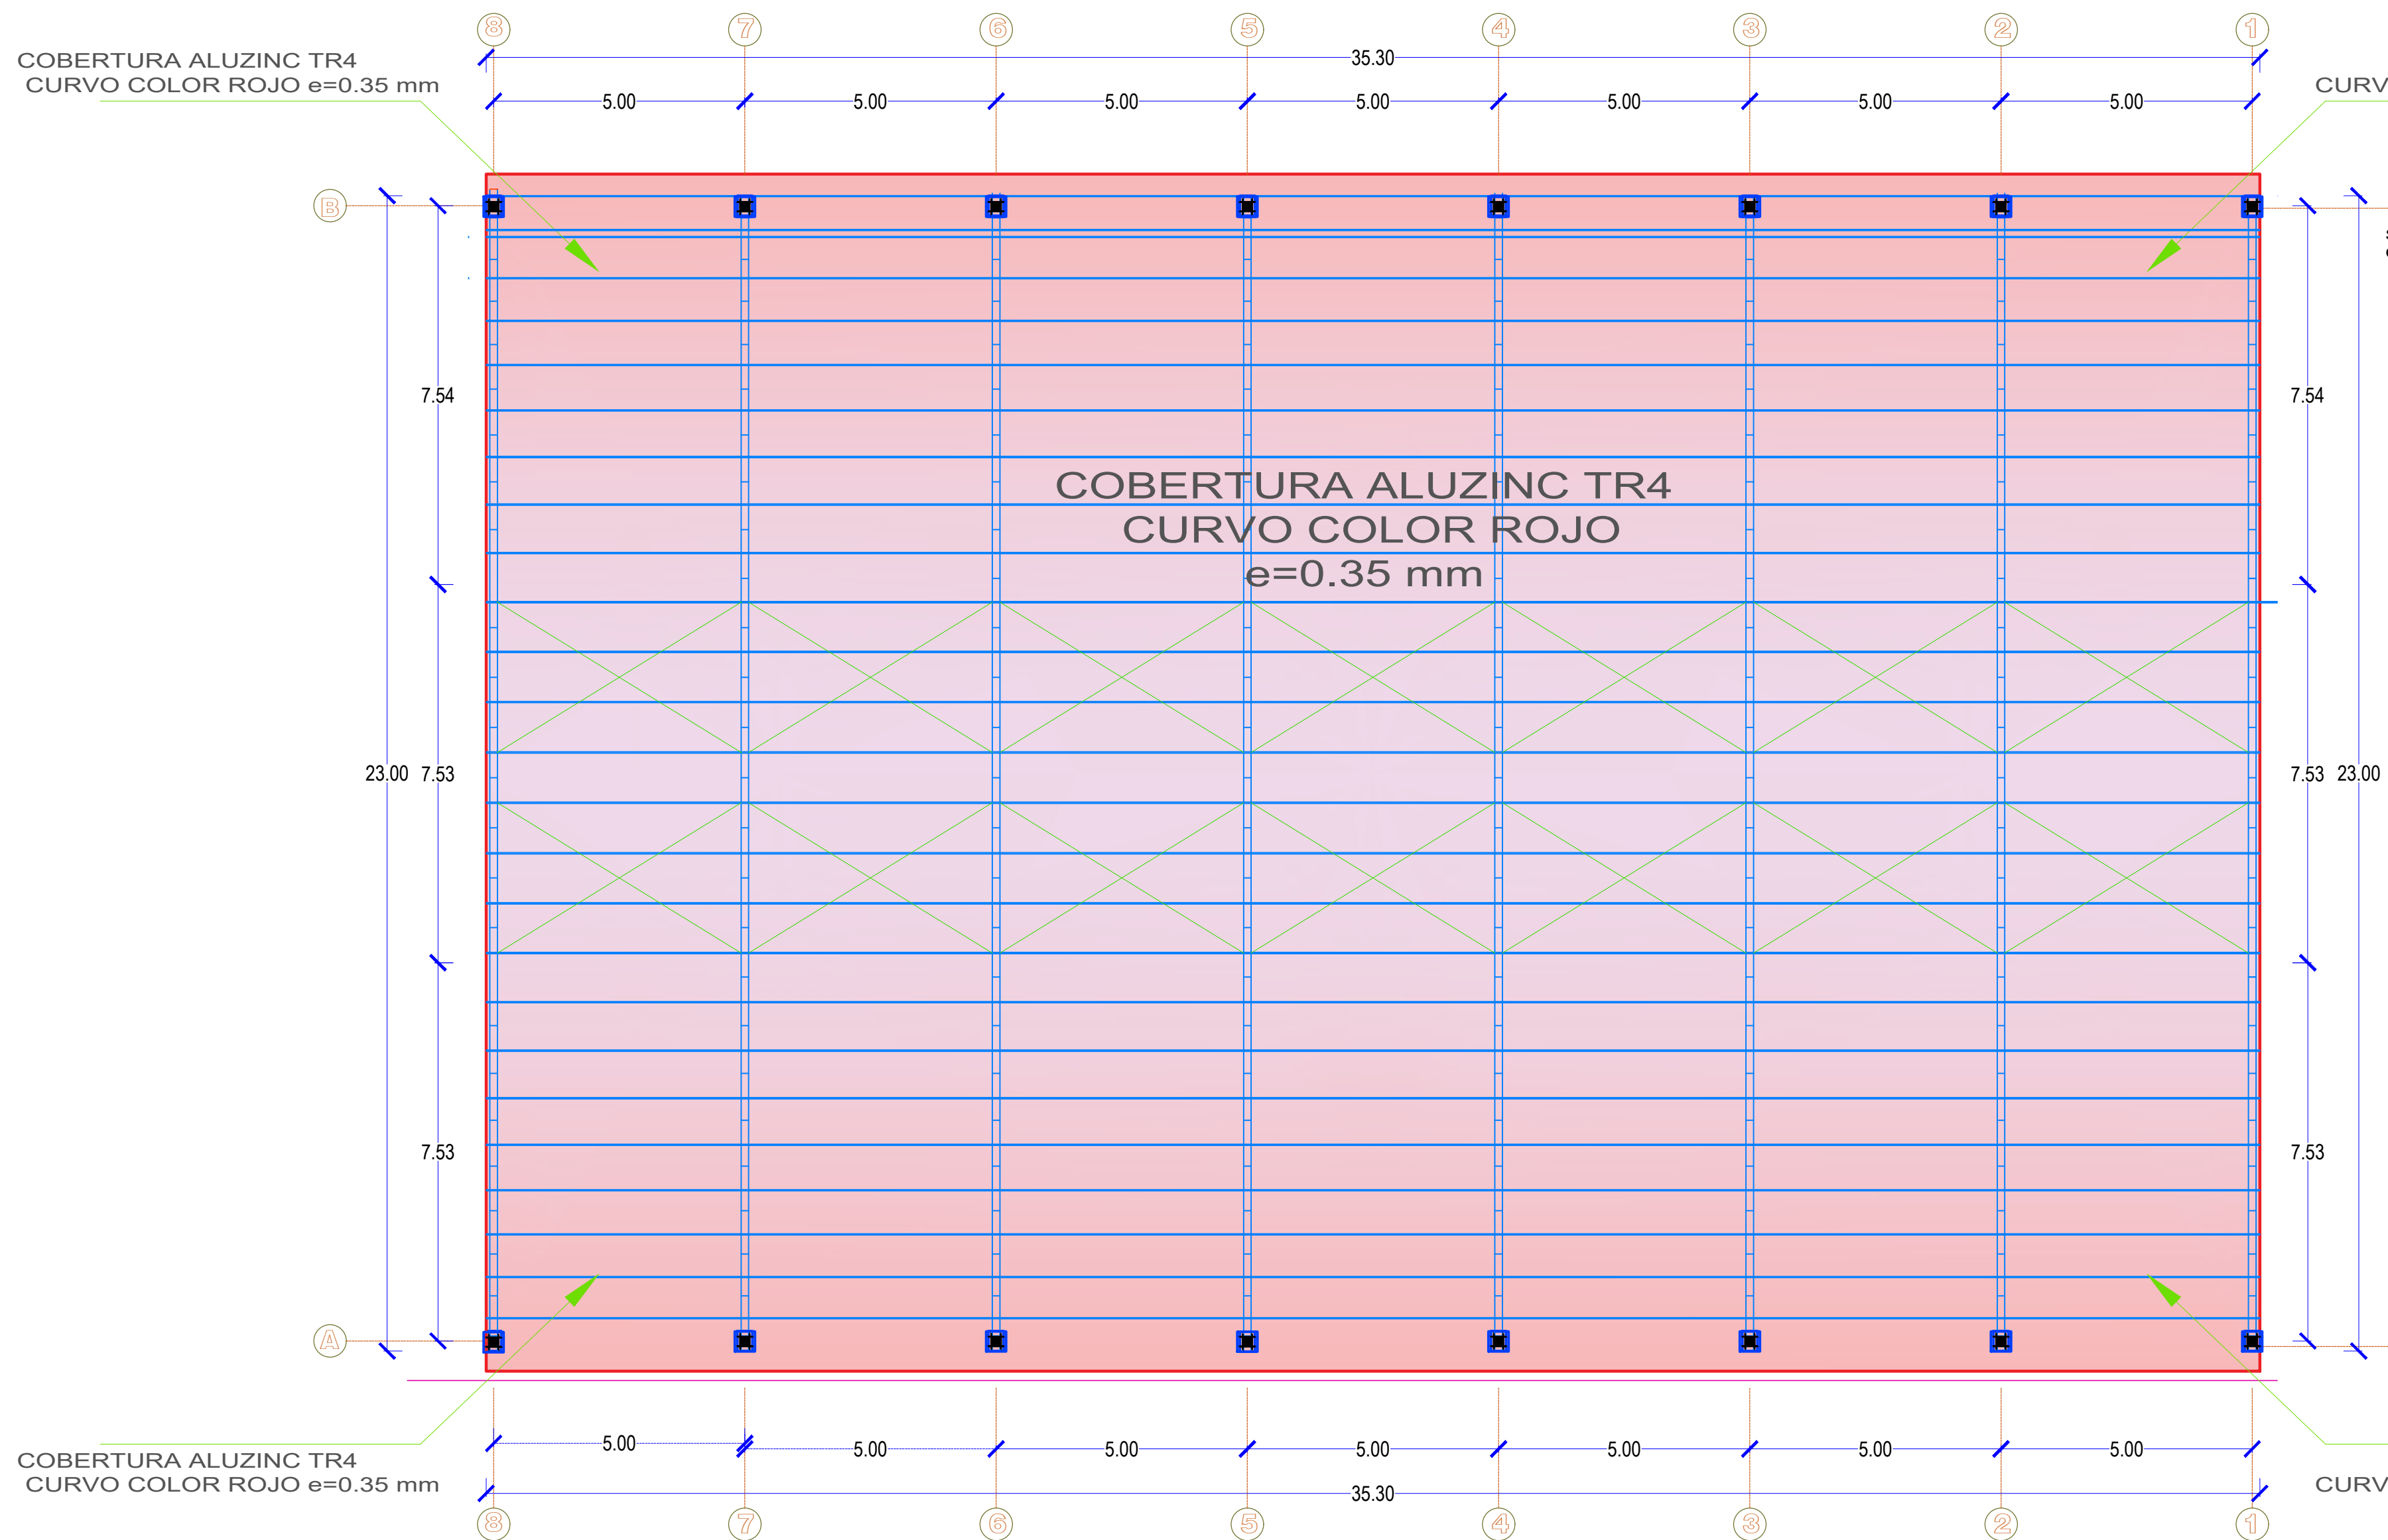 8 7 6 5 4 3 2 1
COBERTURA ALUZINC TR4
CURVO COLOR ROJO e=0.35 mm
35.30
CURV
5.00 5.00 5.00 5.00 5.00 5.00 5.00
B
7.54
7.54
COBERTURA ALUZINC TR4
CURVO COLOR ROJO
e=0.35 mm
23.00 7.53
7.53 23.00
7.53
7.53
A
5.00 5.00 5.00 5.00 5.00 5.00 5.00
COBERTURA ALUZINC TR4
CURVO COLOR ROJO e=0.35 mm
35.30
CURV
8 7 6 5 4 3 2 1